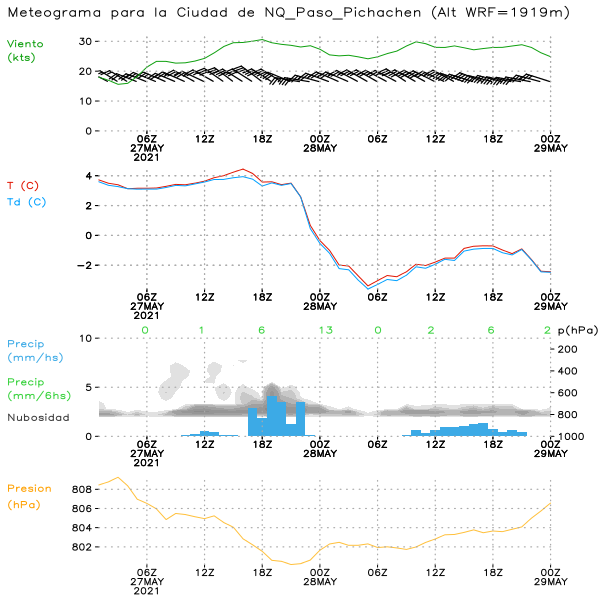 Meteograma para la Ciudad de NQ_Paso_Pichachen (Alt WRF=1919m)
Viento
(kts)
30
20
10
0
06Z 12Z 18Z 00Z 06Z 12Z 18Z 00Z
27MAY 28MAY 29MAY
2021
T (C)
Td (C)
4
2
0
-2
06Z 12Z 18Z 00Z 06Z 12Z 18Z 00Z
27MAY 28MAY 29MAY
2021
0 1 6 13 0 2 6 2
Precip
(mm/hs)
Precip
(mm/6hs)
Nubosidad
10
5
0
p(hPa)
200
400
600
800
1000
06Z 12Z 18Z 00Z 06Z 12Z 18Z 00Z
27MAY 28MAY 29MAY
2021
Presion
(hPa)
808
806
804
802
06Z 12Z 18Z 00Z 06Z 12Z 18Z 00Z
27MAY 28MAY 29MAY
2021